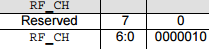 RF_CH
Reserved 7 0
RF_CH 6:0 0000010